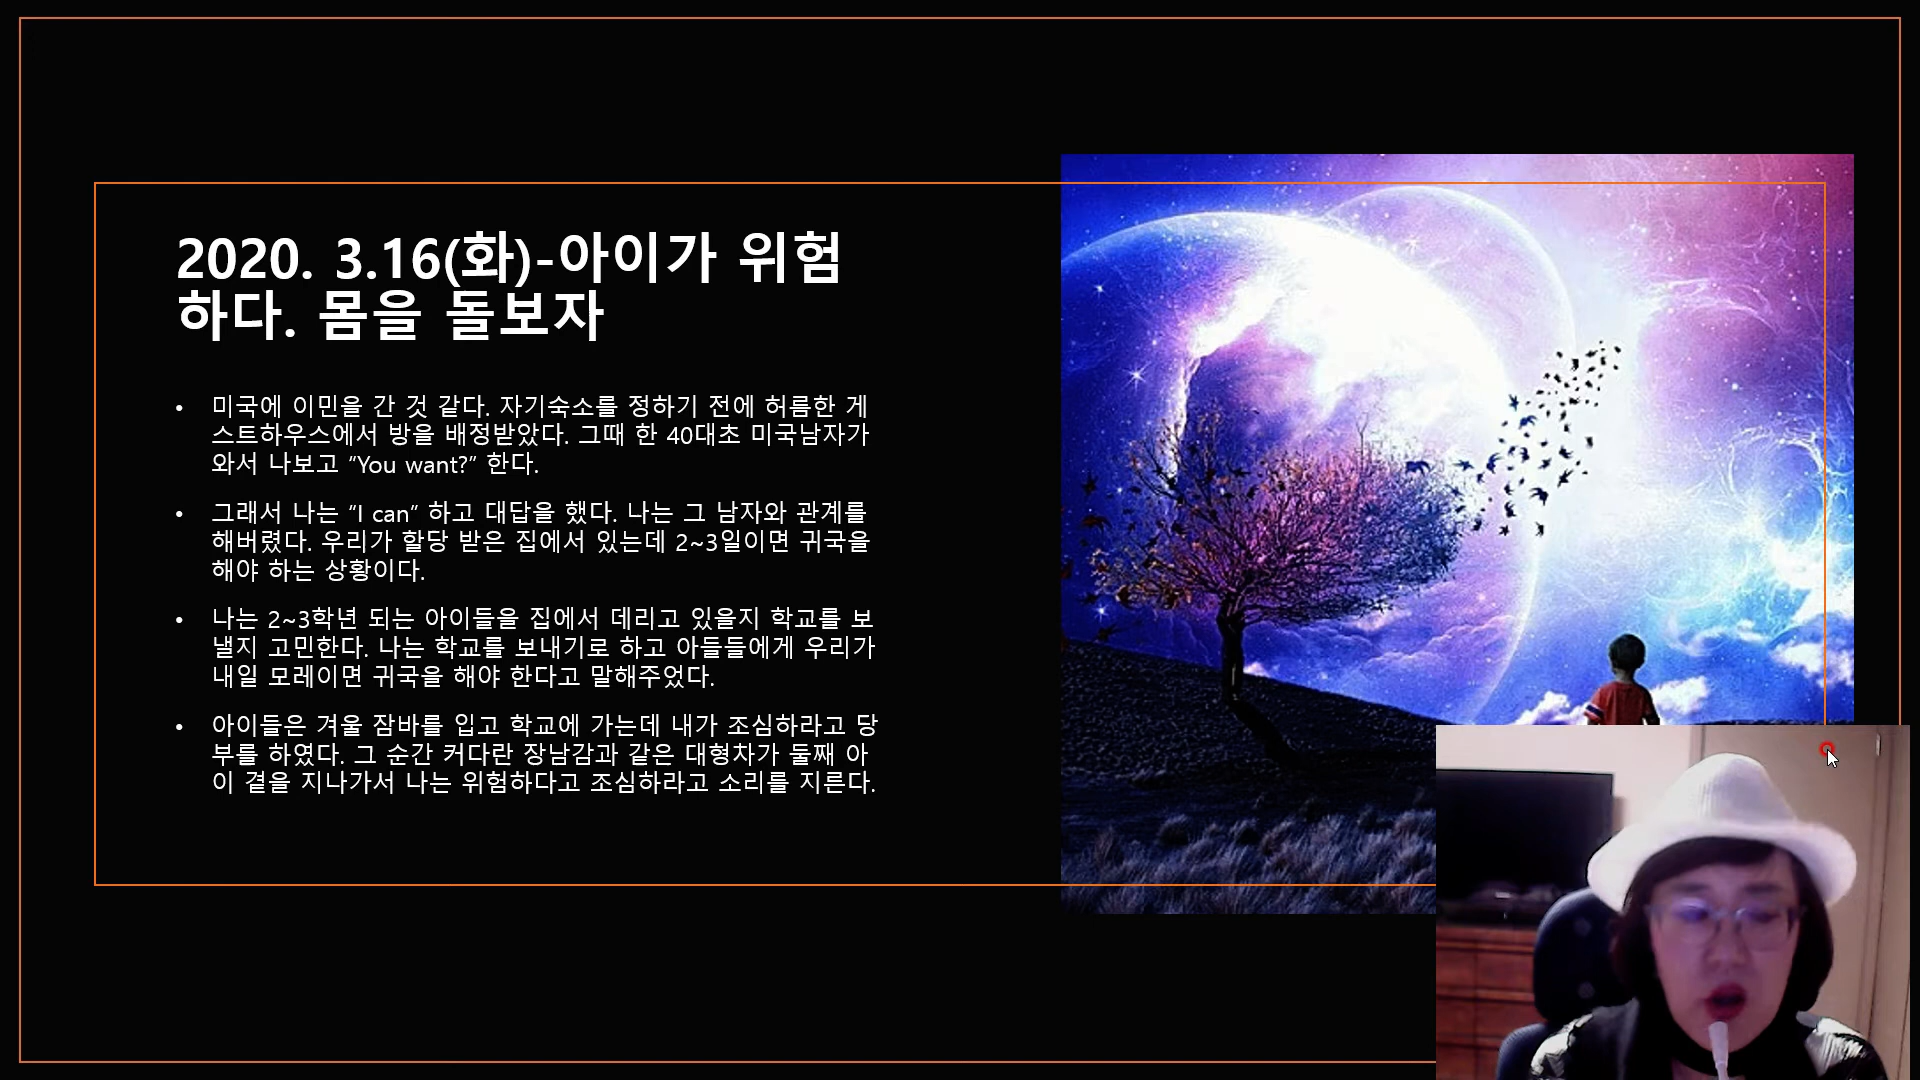 2020. 3.16(화)-아이가 위험
하다. 몸을 돌보자
• 미국에 이민을 간 것 같다. 자기숙소를 정하기 전에 허름한 게
스트하우스에서 방을 배정받았다. 그때 한 40대초 미국남자가
와서 나보고 “You want?” 한다.
• 그래서 나는 “I can” 하고 대답을 했다. 나는 그 남자와 관계를
해버렸다. 우리가 할당 받은 집에서 있는데 2~3일이면 귀국을
해야 하는 상황이다.
• 나는 2~3학년 되는 아이들을 집에서 데리고 있을지 학교를 보
낼지 고민한다. 나는 학교를 보내기로 하고 아들들에게 우리가
내일 모레이면 귀국을 해야 한다고 말해주었다.
• 아이들은 겨울 잠바를 입고 학교에 가는데 내가 조심하라고 당
부를 하였다. 그 순간 커다란 장남감과 같은 대형차가 둘째 아
이 곁을 지나가서 나는 위험하다고 조심하라고 소리를 지른다.